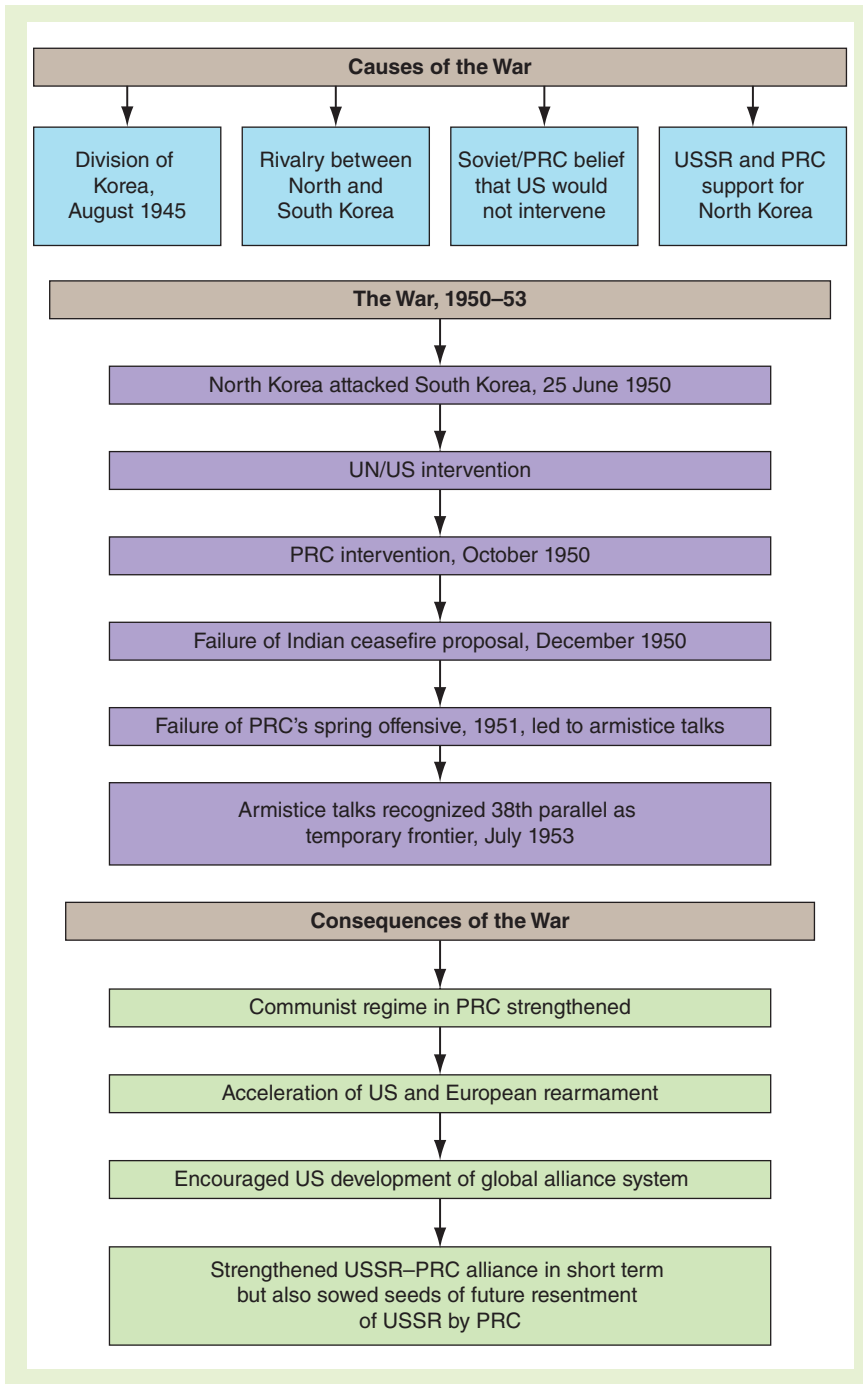 Causes of the War
Division of
Korea,
August 1945
Rivalry between
North and
South Korea
Soviet/PRC belief
that US would
not intervene
USSR and PRC
support for
North Korea
The War, 1950–53
North Korea attacked South Korea, 25 June 1950
UN/US intervention
PRC intervention, October 1950
Failure of Indian ceasefire proposal, December 1950
Failure of PRC's spring offensive, 1951, led to armistice talks
Armistice talks recognized 38th parallel as
temporary frontier, July 1953
Consequences of the War
Communist regime in PRC strengthened
Acceleration of US and European rearmament
Encouraged US development of global alliance system
Strengthened USSR–PRC alliance in short term
but also sowed seeds of future resentment
of USSR by PRC